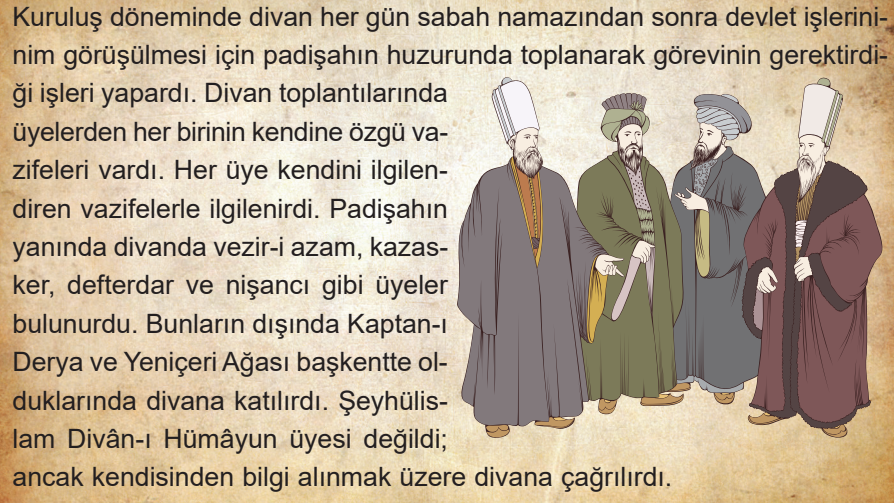 Kuruluş döneminde divan her gün sabah namazından sonra devlet işlerini-
nim görüşülmesi için padişahın huzurunda toplanarak görevinin gerektirdi-
ği işleri yapardı. Divan toplantılarında
üyelerden her birinin kendine özgü va-
zifeleri vardı. Her üye kendini ilgilen-
diren vazifelerle ilgilenirdi. Padişahın
yanında divanda vezir-i azam, kazas-
ker, defterdar ve nişancı gibi üyeler
bulunurdu. Bunların dışında Kaptan-ı
Derya ve Yeniçeri Ağası başkentte ol-
duklarında divana katılırdı. Şeyhülis-
lam Divân-ı Hümâyun üyesi değildi;
ancak kendisinden bilgi alınmak üzere divana çağrılırdı.